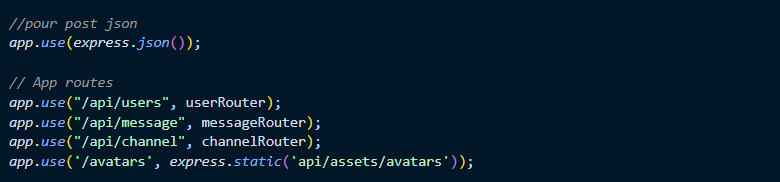 //pour post json
app.use(express.json());
// App routes
app.use("/api/users", userRouter);
app.use("/api/message", messageRouter);
app.use("/api/channel", channelRouter);
app.use('/avatars', express.static('api/assets/avatars'));